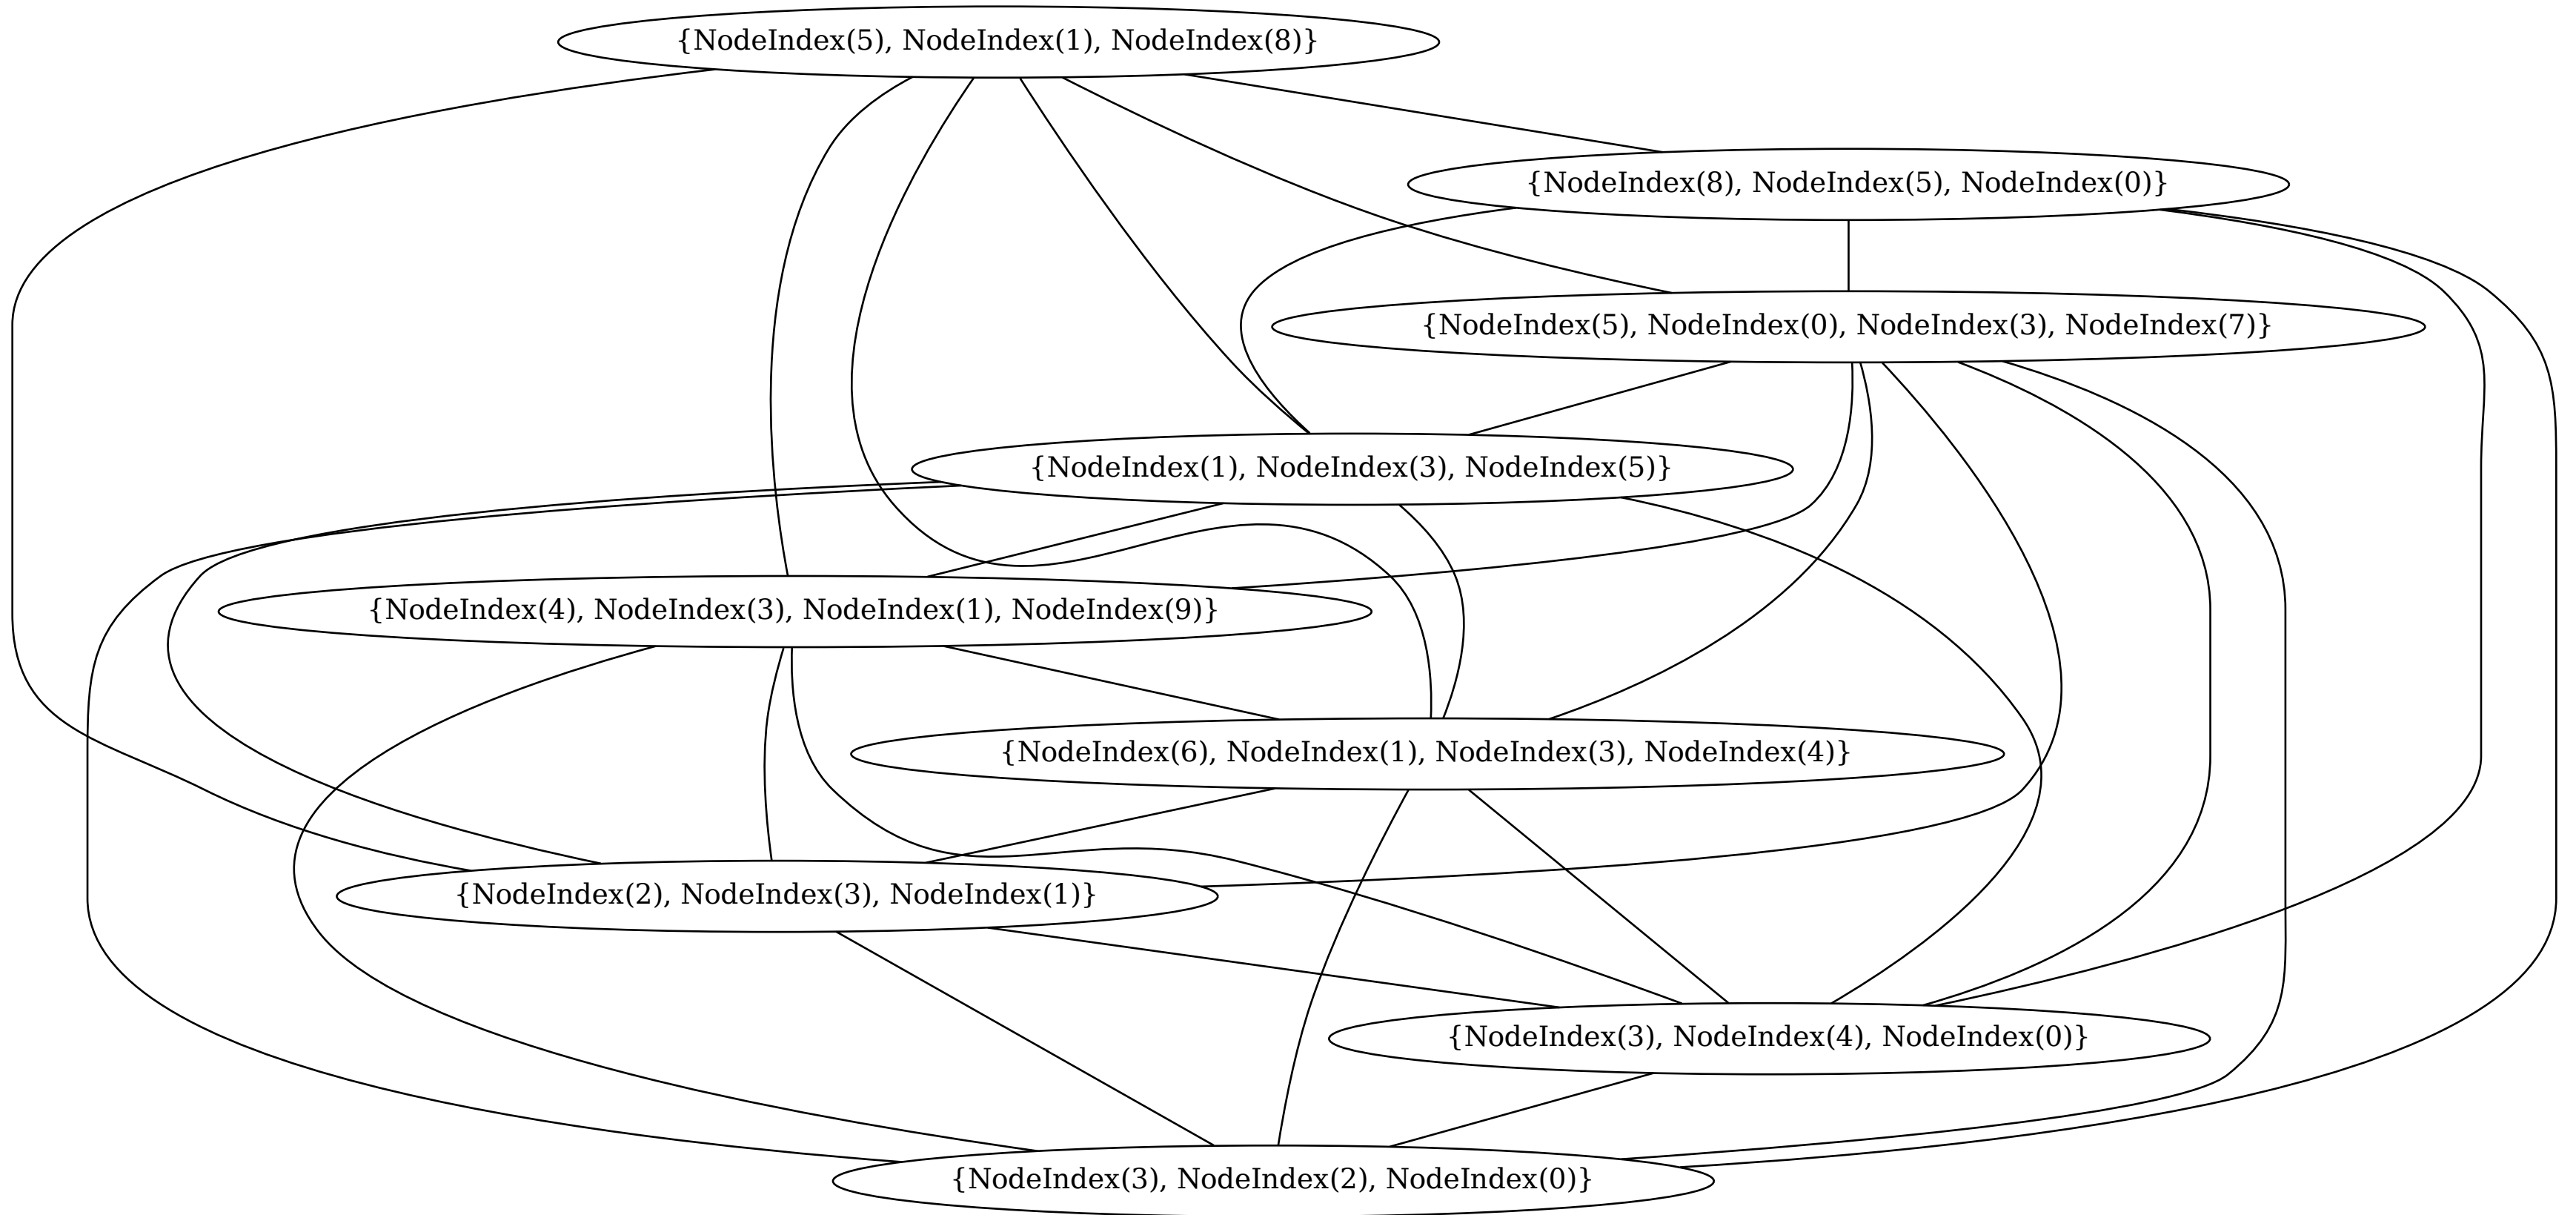 {NodeIndex(5), NodeIndex(1), NodeIndex(8)}
{NodeIndex(8), NodeIndex(5), NodeIndex(0)}
{NodeIndex(5), NodeIndex(0), NodeIndex(3), NodeIndex(7)}
{NodeIndex(1), NodeIndex(3), NodeIndex(5)}
{NodeIndex(4), NodeIndex(3), NodeIndex(1), NodeIndex(9)}
{NodeIndex(6), NodeIndex(1), NodeIndex(3), NodeIndex(4)}
{NodeIndex(2), NodeIndex(3), NodeIndex(1)}
{NodeIndex(3), NodeIndex(4), NodeIndex(0)}
{NodeIndex(3), NodeIndex(2), NodeIndex(0)}